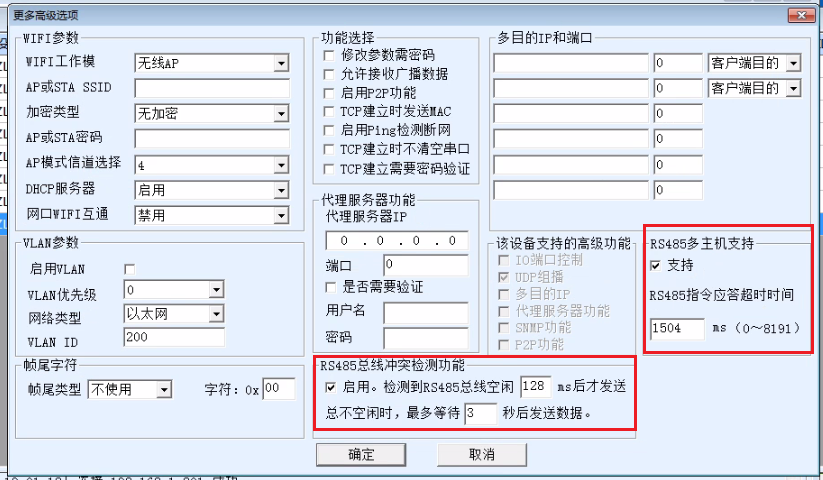 更多高级选项
WIFI参数
WIFI工作模 无线AP
AP或STA SSID
加密类型 无加密
AP或STA密码
AP模式信道选择 4
DHCP服务器 启用
网口WIFI互通 禁用
VLAN参数
启用VLAN
VLAN优先级 0
网络类型 以太网
VLAN ID 200
帧尾字符
帧尾类型 不使用 字符: 0x 00
功能选择
修改参数需密码
允许接收广播数据
启用P2P功能
TCP建立时发送MAC
启用Ping检测断网
TCP建立时不清空串口
TCP建立需要密码验证
代理服务器功能
代理服务器IP
0 . 0 . 0 . 0
端口 0
是否需要验证
用户名
密码
多目的IP和端口
0 客户端目的
0 客户端目的
0
0
0
0
该设备支持的高级功能
IO端口控制
UDP组播
多目的IP
代理服务器功能
SNMP功能
P2P功能
RS485多主机支持
支持
RS485指令应答超时时间
1504 ms（0～8191）
RS485总线冲突检测功能
启用。检测到RS485总线空闲 128 ms后才发送
总不空闲时，最多等待 3 秒后发送数据。
确定 取消